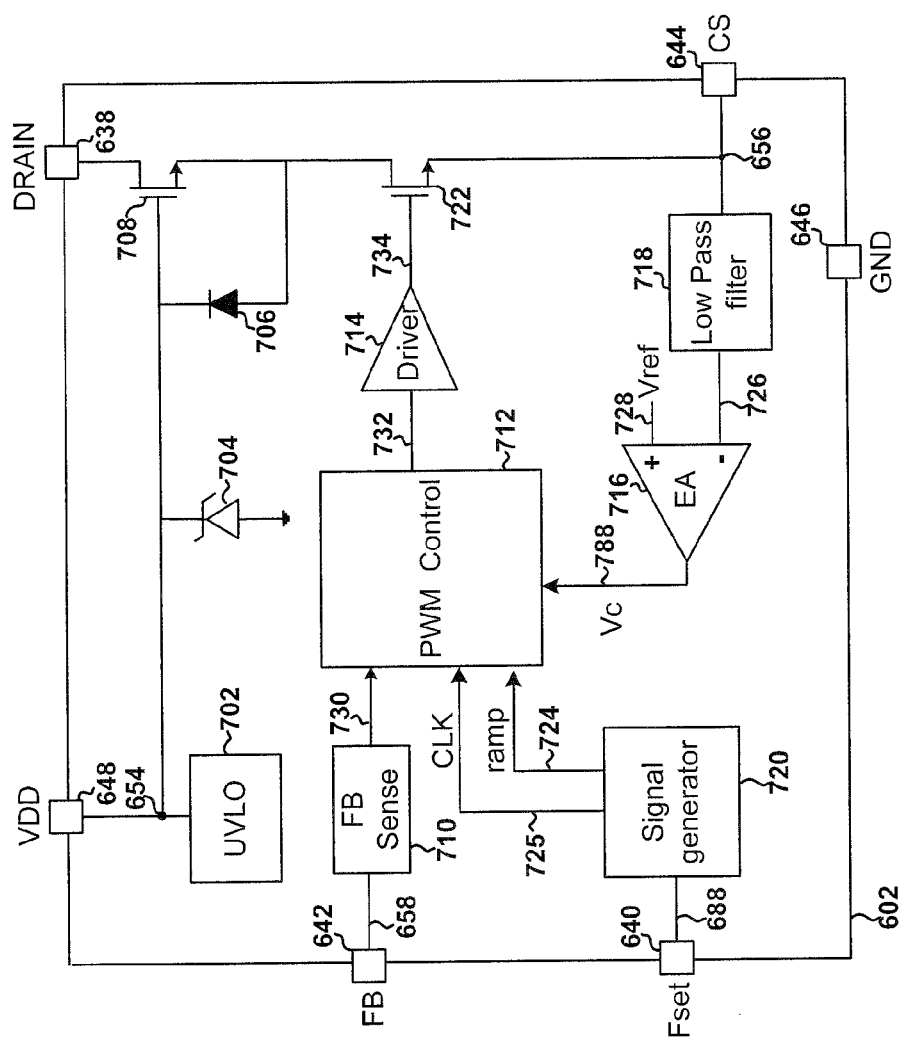 VDD
648
654
UVLO
702
704
706
DRAIN
638
708
FB
642
658
FB
Sense
710
730
PWM Control
712
732
Driver
714
734
722
CLK
ramp
724
725
Fset
640
688
Signal
generator
720
Vc
788
EA
716
+
-
728
Vref
726
Low Pass
filter
718
656
644
CS
646
GND
602